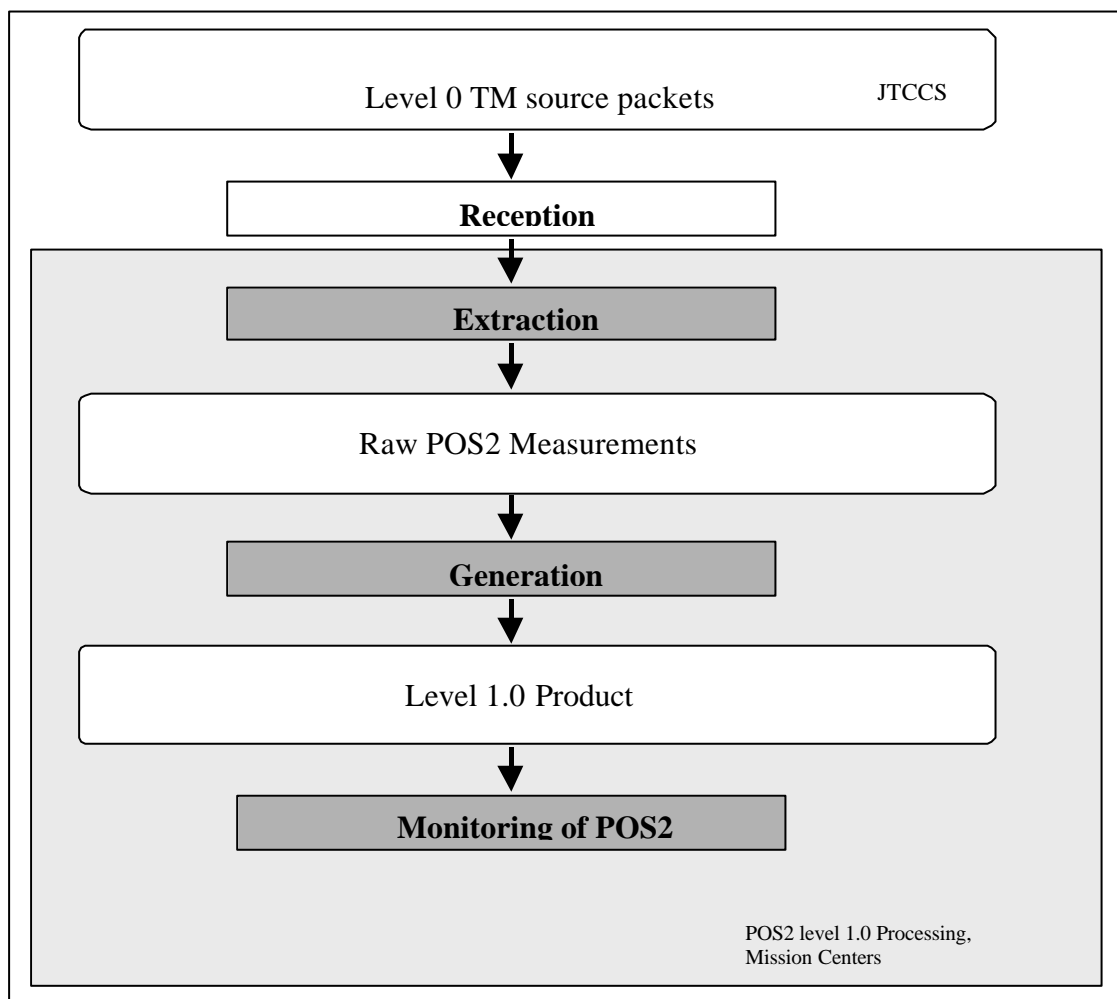 Level 0 TM source packets
JTCCS
Reception
Extraction
Raw POS2 Measurements
Generation
Level 1.0 Product
Monitoring of POS2
POS2 level 1.0 Processing,
Mission Centers